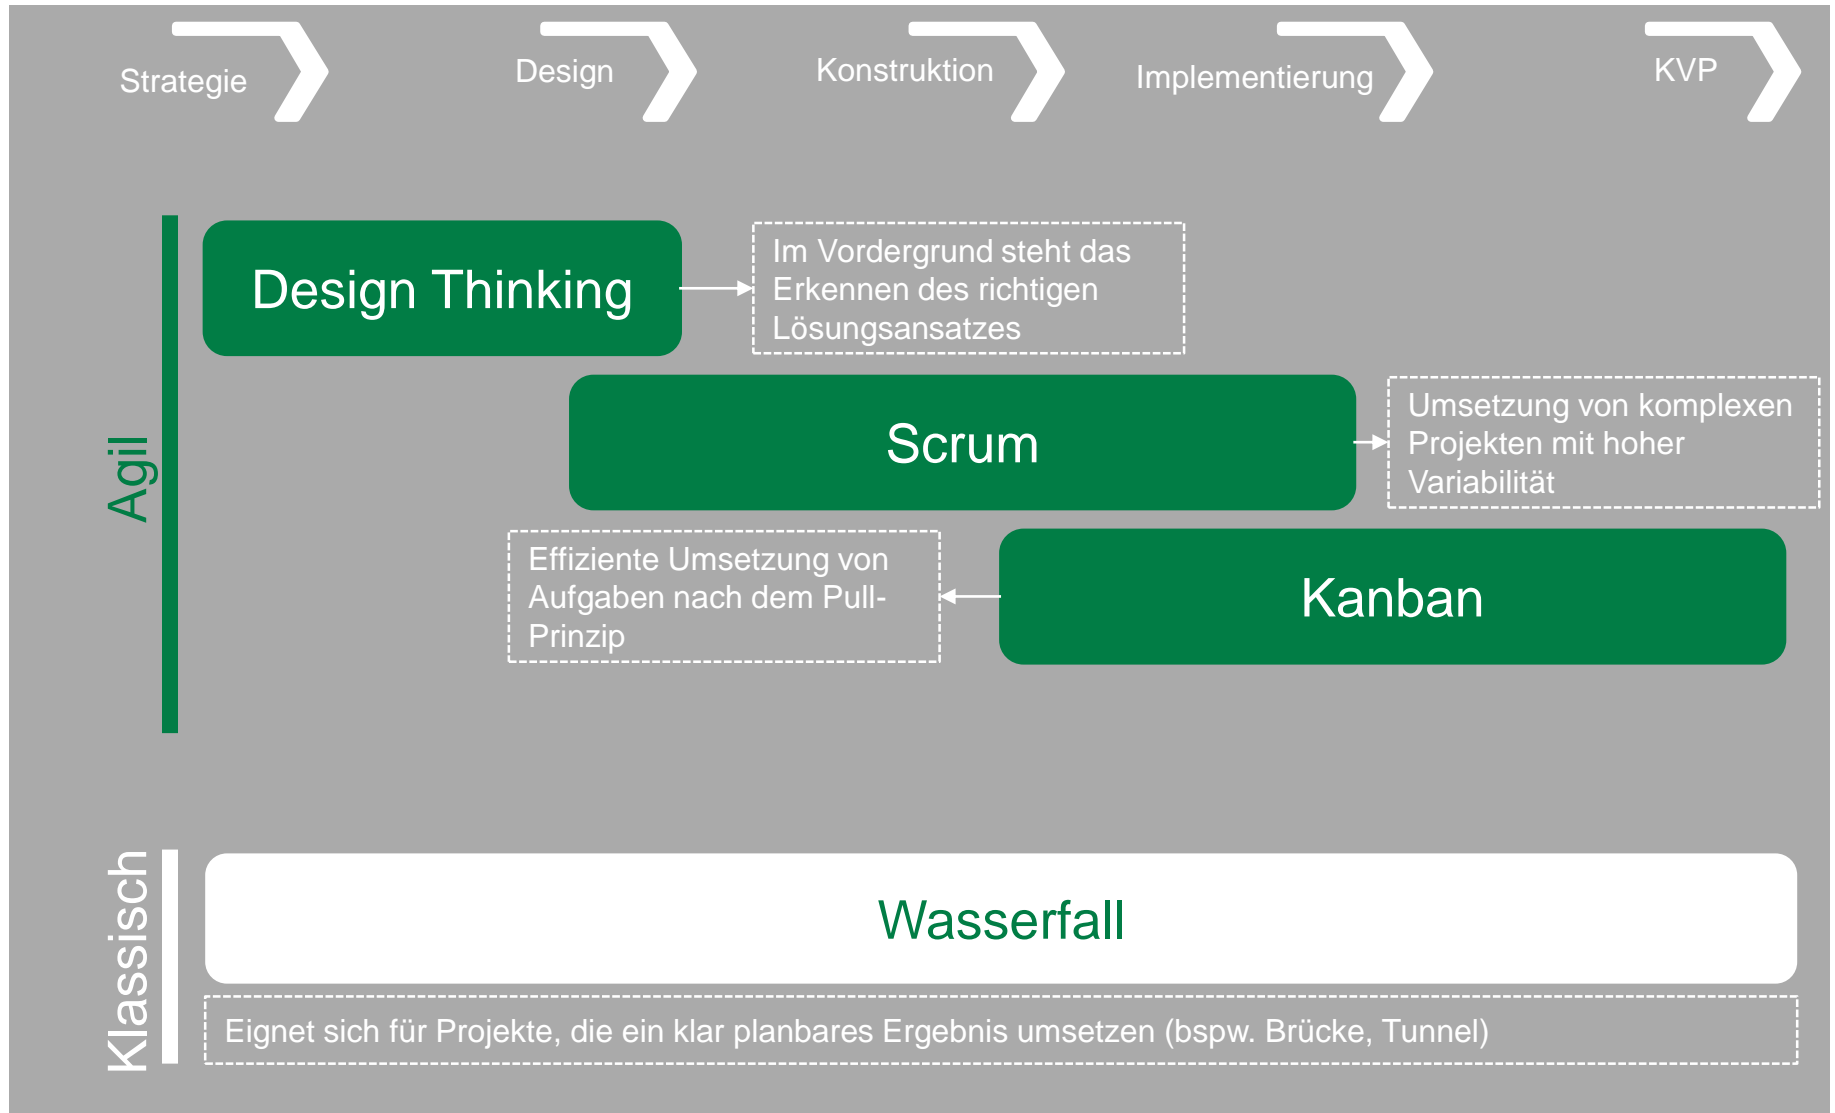 Strategie
Design
Konstruktion
Implementierung
KVP
Agil
Design Thinking
Im Vordergrund steht das
Erkennen des richtigen
Lösungsansatzes
Scrum
Umsetzung von komplexen
Projekten mit hoher
Variabilität
Effiziente Umsetzung von
Aufgaben nach dem Pull-
Prinzip
Kanban
Klassisch
Wasserfall
Eignet sich für Projekte, die ein klar planbares Ergebnis umsetzen (bspw. Brücke, Tunnel)